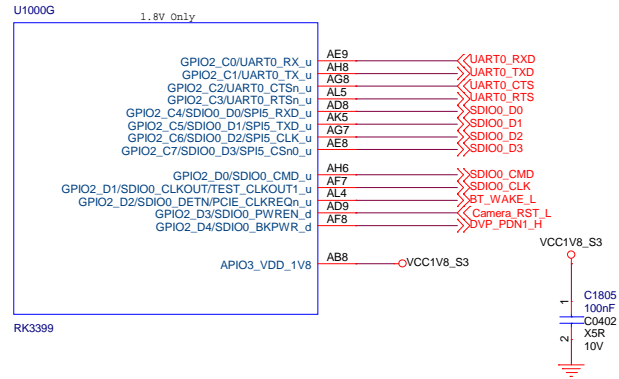 U1000G
1.8V Only
GPIO2_C0/UART0_RX_u AE9 UART0_RXD
GPIO2_C1/UART0_TX_u AH8 UART0_TXD
GPIO2_C2/UART0_CTSn_u AG8 UART0_CTS
GPIO2_C3/UART0_RTSn_u AL5 UART0_RTS
GPIO2_C4/SDIO0_D0/SPI5_RXD_u AD8 SDIO0_D0
GPIO2_C5/SDIO0_D1/SPI5_TXD_u AK5 SDIO0_D1
GPIO2_C6/SDIO0_D2/SPI5_CLK_u AG7 SDIO0_D2
GPIO2_C7/SDIO0_D3/SPI5_CSn0_u AE8 SDIO0_D3
GPIO2_D0/SDIO0_CMD_u AH6 SDIO0_CMD
GPIO2_D1/SDIO0_CLKOUT/TEST_CLKOUT1_u AF7 SDIO0_CLK
GPIO2_D2/SDIO0_DETN/PCIE_CLKREQn_u AL4 BT_WAKE_L
GPIO2_D3/SDIO0_PWREN_d AD9 Camera_RST_L
GPIO2_D4/SDIO0_BKPWR_d AF8 DVP_PDN1_H
APIO3_VDD_1V8 AB8 VCC1V8_S3
RK3399
VCC1V8_S3
1
2
C1805
100nF
C0402
X5R
10V